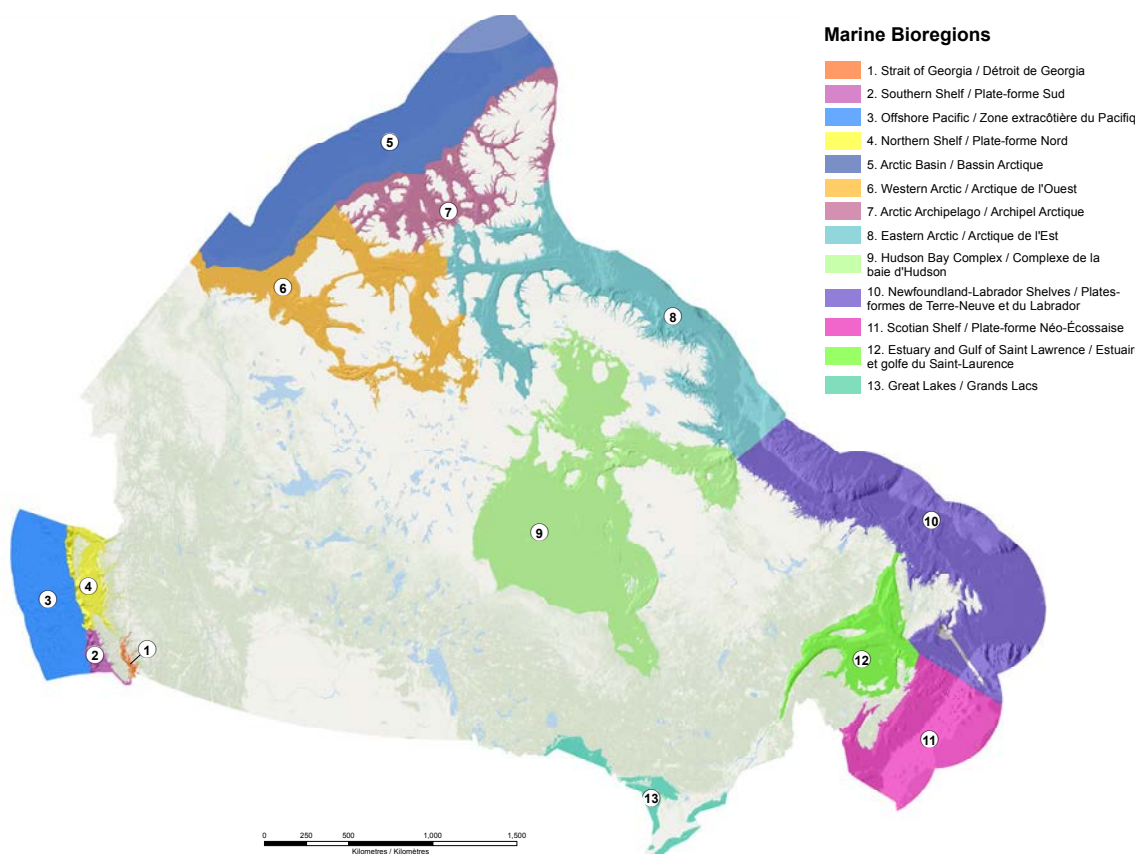 Marine Bioregions
1. Strait of Georgia / Détroit de Georgia
2. Southern Shelf / Plate-forme Sud
3. Offshore Pacific / Zone extracôtière du Pacifiq
4. Northern Shelf / Plate-forme Nord
5. Arctic Basin / Bassin Arctique
6. Western Arctic / Arctique de l'Ouest
7. Arctic Archipelago / Archipel Arctique
8. Eastern Arctic / Arctique de l'Est
9. Hudson Bay Complex / Complexe de la
baie d'Hudson
10. Newfoundland-Labrador Shelves / Plates-
formes de Terre-Neuve et du Labrador
11. Scotian Shelf / Plate-forme Néo-Écossaise
12. Estuary and Gulf of Saint Lawrence / Estuair
et golfe du Saint-Laurence
13. Great Lakes / Grands Lacs
5
7
6
8
9
10
3
4
1
2
12
11
13
0 250 500 1,000 1,500
Kilometres / Kilomètres